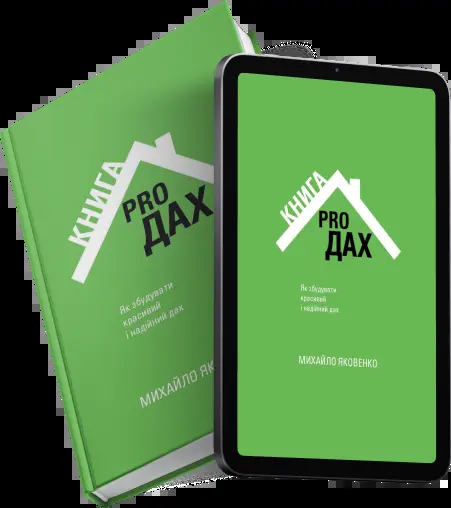 КНИГА
PRO
ДАХ
Як збудувати
красивий
і надійний дах
МИХАЙЛО ЯК
КНИГА
PRO
ДАХ
Як збудувати
красивий
і надійний дах
МИХАЙЛО ЯКОВЕНКО